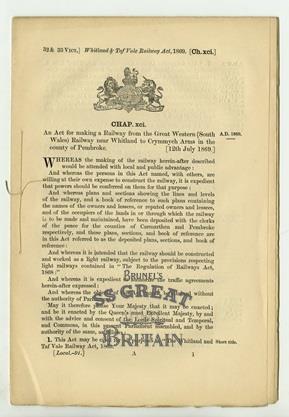 32 & 33 VICT.] Whitland & Taf Vale Railway Act, 1869. [Ch.xci.]
CHAP. xci.
An Act for making a Railway from the Great Western (South A.D. 1869.
Wales) Railway near Whitland to Crymmych Arms in the
county of Pembroke. [12th July 1869.]
WHEREAS the making of the railway herein-after described
would be attended with local and public advantage:
And whereas the persons in this Act named, with others, are
willing at their own expense to construct the railway, it is expedient
that powers should be conferred on them for that purpose:
And whereas plans and sections showing the lines and levels
of the railway, and a book of reference to such plans containing
the names of the owners and lessees, or reputed owners and lessees,
and of the occupiers of the lands in or through which the railway
is to be made and maintained, have been deposited with the clerks
of the peace for the counties of Carmarthen and Pembroke
respectively, and those plans, sections, and book of reference are
in this Act referred to as the deposited plans, sections, and book of
reference:
And whereas it is intended that the railway should be constructed
and worked as a light railway, subject to the provisions respecting
light railways contained in "The Regulation of Railways Act,
1868:"
And whereas it is expedient to the traffic agreements
herein-after expressed:
And whereas the without
the authority of
May it therefore please Your Majesty that it may be enacted;
and be it enacted by the Queen's most Excellent Majesty, by and
with the advice and consent of the Lords Spiritual and Temporal,
and Commons, in this present Parliament assembled, and by the
authority of the same,
1. This Act may be Whitland and Short title.
Taf Vale Railway Act,
[Local.-91.] A 1
BRUNEL'S
SS GREAT
BRITAIN